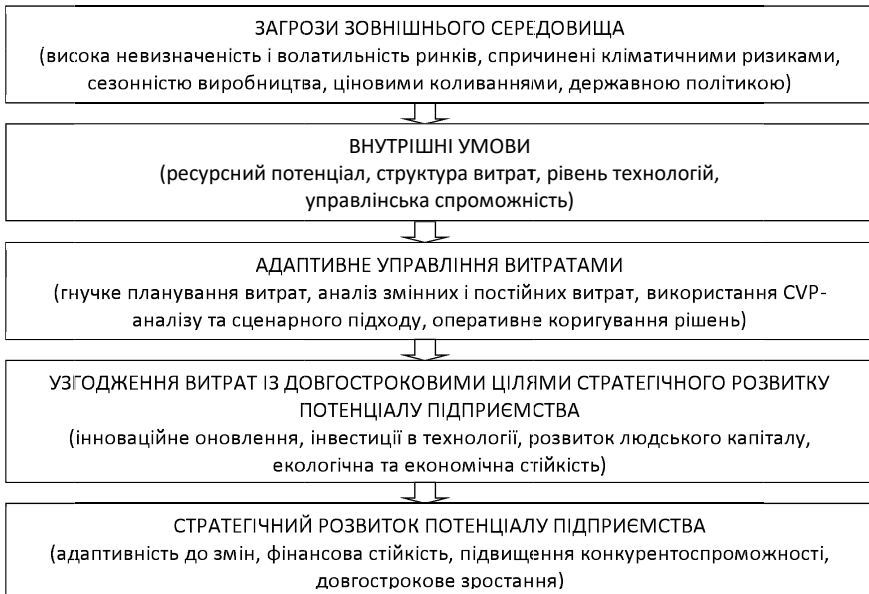 ЗАГРОЗИ ЗОВНІШНЬОГО СЕРЕДОВИЩА
(висока невизначеність і волатильність ринків, спричинені кліматичними ризиками,
сезонністю виробництва, ціновими коливаннями, державною політикою)
ВНУТРІШНІ УМОВИ
(ресурсний потенціал, структура витрат, рівень технологій,
управлінська спроможність)
АДАПТИВНЕ УПРАВЛІННЯ ВИТРАТАМИ
(гнучке планування витрат, аналіз змінних і постійних витрат, використання CVP-
аналізу та сценарного підходу, оперативне коригування рішень)
УЗГОДЖЕННЯ ВИТРАТ ІЗ ДОВГОСТРОКОВИМИ ЦІЛЯМИ СТРАТЕГІЧНОГО РОЗВИТКУ
ПОТЕНЦІАЛУ ПІДПРИЄМСТВА
(інноваційне оновлення, інвестиції в технології, розвиток людського капіталу,
екологічна та економічна стійкість)
СТРАТЕГІЧНИЙ РОЗВИТОК ПОТЕНЦІАЛУ ПІДПРИЄМСТВА
(адаптивність до змін, фінансова стійкість, підвищення конкурентоспроможності,
довгострокове зростання)